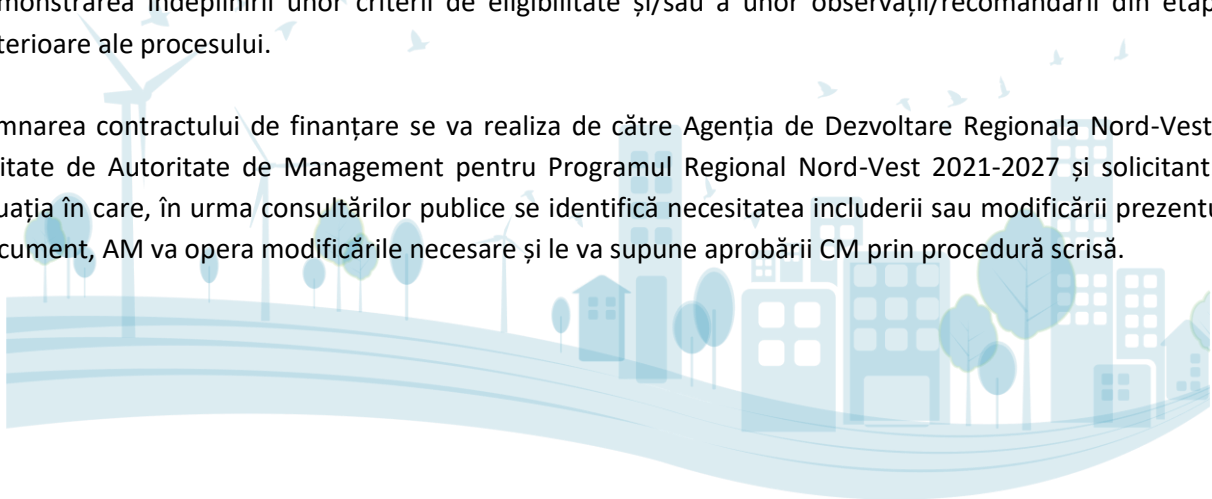 monstrarea îndeplinirii unor criterii de eligibilitate și/sau a unor observații/recomandării din etap
terioare ale procesului.
mnarea contractului de finanțare se va realiza de către Agenția de Dezvoltare Regionala Nord-Vest
itate de Autoritate de Management pentru Programul Regional Nord-Vest 2021-2027 și solicitant
uația în care, în urma consultărilor publice se identifică necesitatea includerii sau modificării prezentu
cument, AM va opera modificările necesare și le va supune aprobării CM prin procedură scrisă.